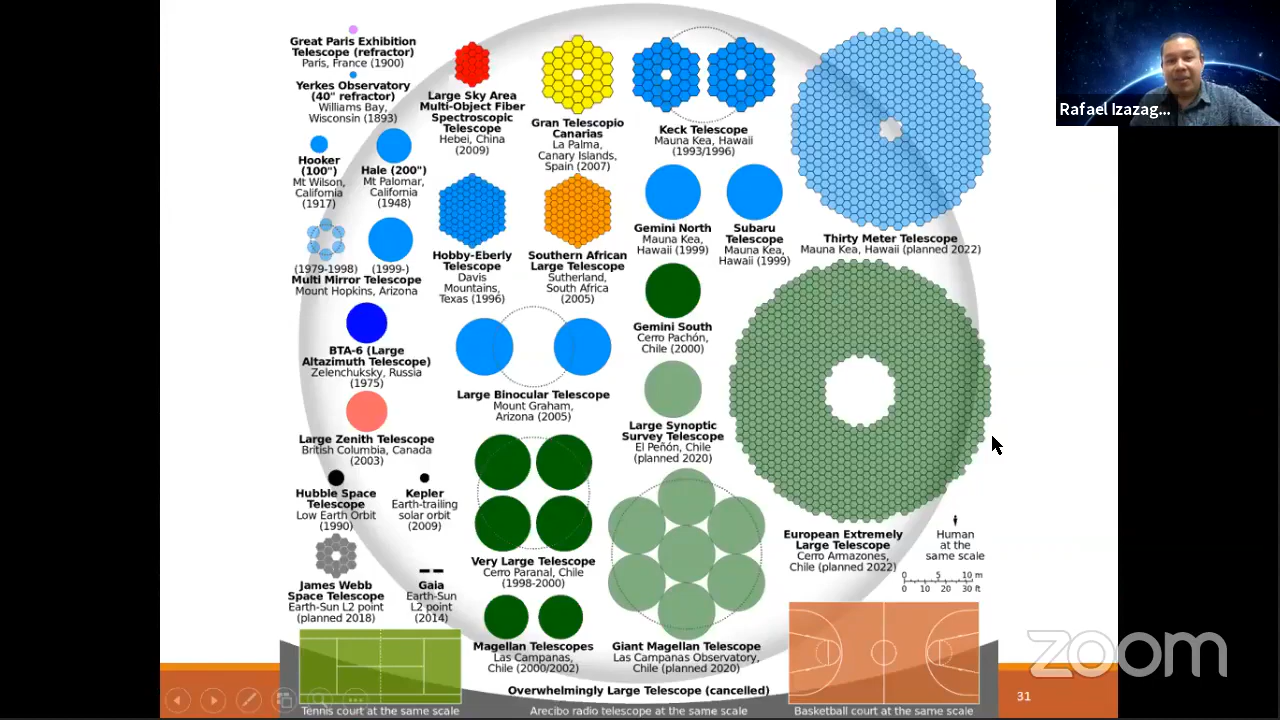 Great Paris Exhibition
Telescope (refractor)
Paris, France (1900)
Yerkes Observatory
(40" refractor)
Williams Bay,
Wisconsin (1893)
Hooker
(100")
Mt Wilson,
California
(1917)
Hale (200")
Mt Palomar,
California
(1948)
(1979-1998) (1999-)
Multi Mirror Telescope
Mount Hopkins, Arizona
BTA-6 (Large
Altazimuth Telescope)
Zelenchuksky, Russia
(1975)
Large Zenith Telescope
British Columbia, Canada
(2003)
Hubble Space
Telescope
Low Earth Orbit
(1990)
Kepler
Earth-trailing
solar orbit
(2009)
James Webb
Space Telescope
Earth-Sun L2 point
(planned 2018)
Gaia
Earth-Sun
L2 point
(2014)
Large Sky Area
Multi-Object Fiber
Spectroscopic
Telescope
Hebei, China
(2009)
Gran Telescopio
Canarias
La Palma,
Canary Islands,
Spain (2007)
Hobby-Eberly
Telescope
Davis
Mountains,
Texas (1996)
Southern African
Large Telescope
Sutherland,
South Africa
(2005)
Large Binocular Telescope
Mount Graham,
Arizona (2005)
Very Large Telescope
Cerro Paranal, Chile
(1998-2000)
Magellan Telescopes
Las Campanas,
Chile (2000/2002)
Keck Telescope
Mauna Kea, Hawaii
(1993/1996)
Gemini North
Mauna Kea,
Hawaii (1999)
Subaru
Telescope
Mauna Kea,
Hawaii (1999)
Gemini South
Cerro Pachón,
Chile (2000)
Large Synoptic
Survey Telescope
El Peñón, Chile
(planned 2020)
Giant Magellan Telescope
Las Campanas Observatory,
Chile (planned 2020)
Thirty Meter Telescope
Mauna Kea, Hawaii (planned 2022)
European Extremely
Large Telescope
Cerro Armazones,
Chile (planned 2022)
Human
at the
same scale
0 5 10 m
0 10 20 30 ft
Overwhelmingly Large Telescope (cancelled)
Tennis court at the same scale
Arecibo radio telescope at the same scale
Basketball court at the same scale
31
Rafael Izazag...
zoom